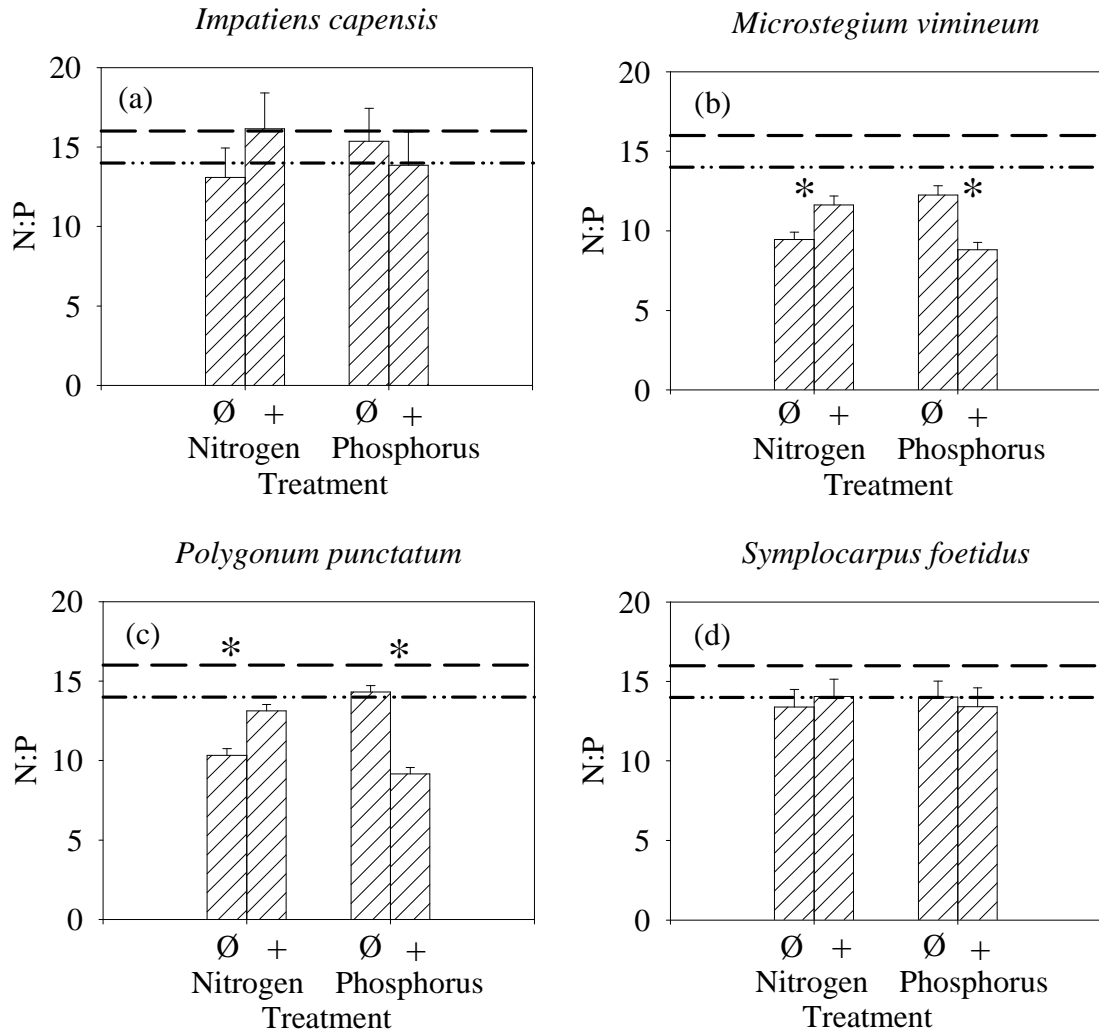 Impatiens capensis
20
(a)
15
10
5
0
N:P
Ø + Ø +
Nitrogen Phosphorus
Treatment
Microstegium vimineum
20
(b)
15
* *
10
5
0
N:P
Ø + Ø +
Nitrogen Phosphorus
Treatment
Polygonum punctatum
20
(c) * *
15
10
5
0
N:P
Ø + Ø +
Nitrogen Phosphorus
Treatment
Symplocarpus foetidus
20
(d)
15
10
5
0
N:P
Ø + Ø +
Nitrogen Phosphorus
Treatment